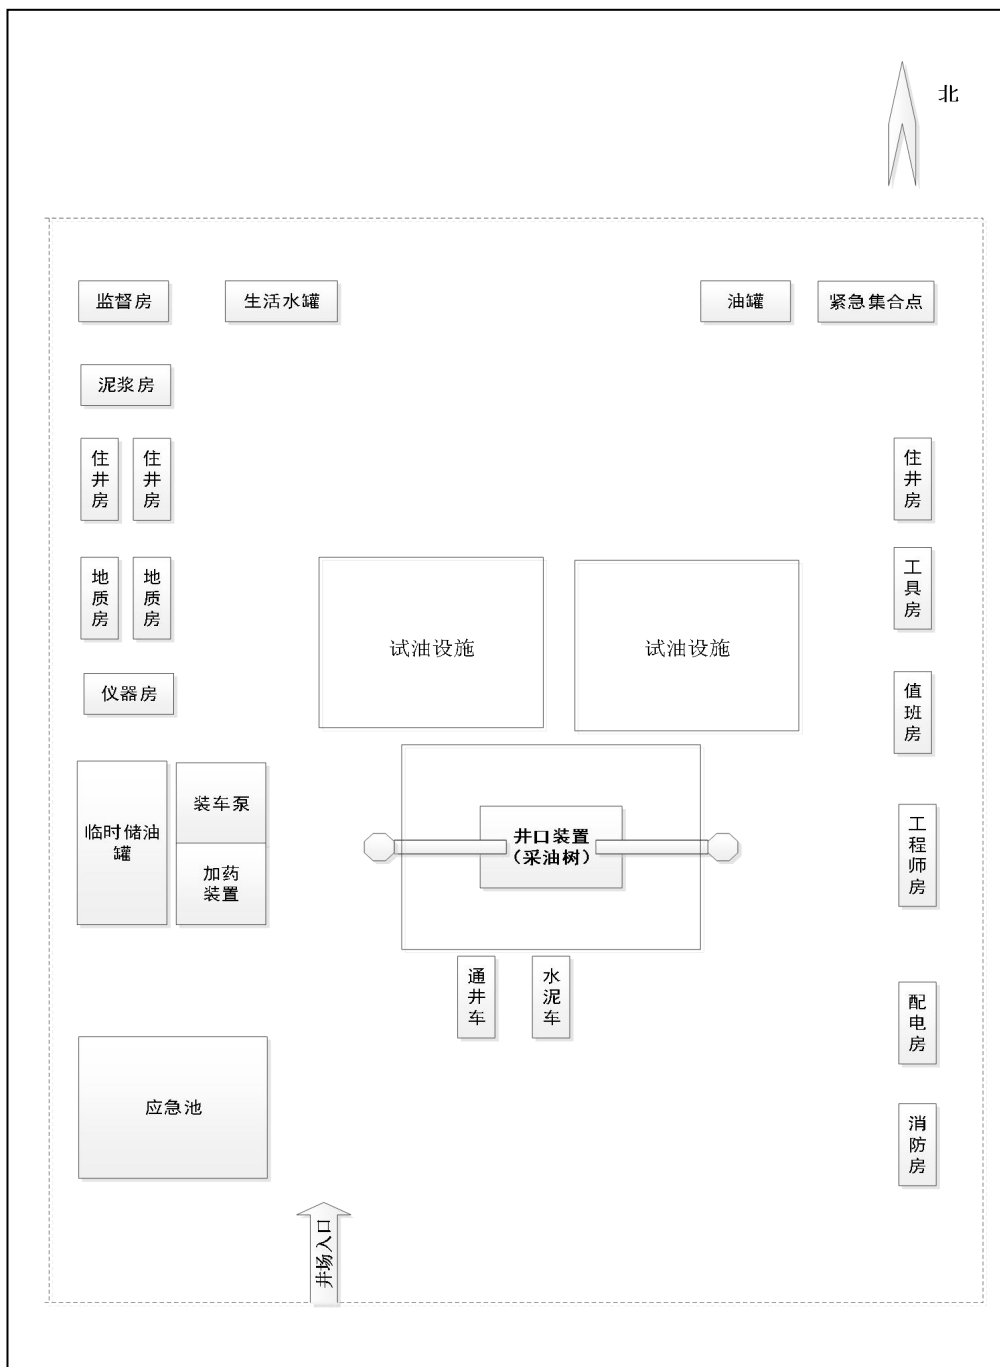 北
监督房
生活水罐
油罐
紧急集合点
泥浆房
住井房
住井房
住井房
地质房
地质房
工具房
试油设施
试油设施
仪器房
值班房
临时储油
罐
装车泵
加药
装置
井口装置
（采油树）
工程师房
通井车
水泥车
配电房
应急池
消防房
井场入口